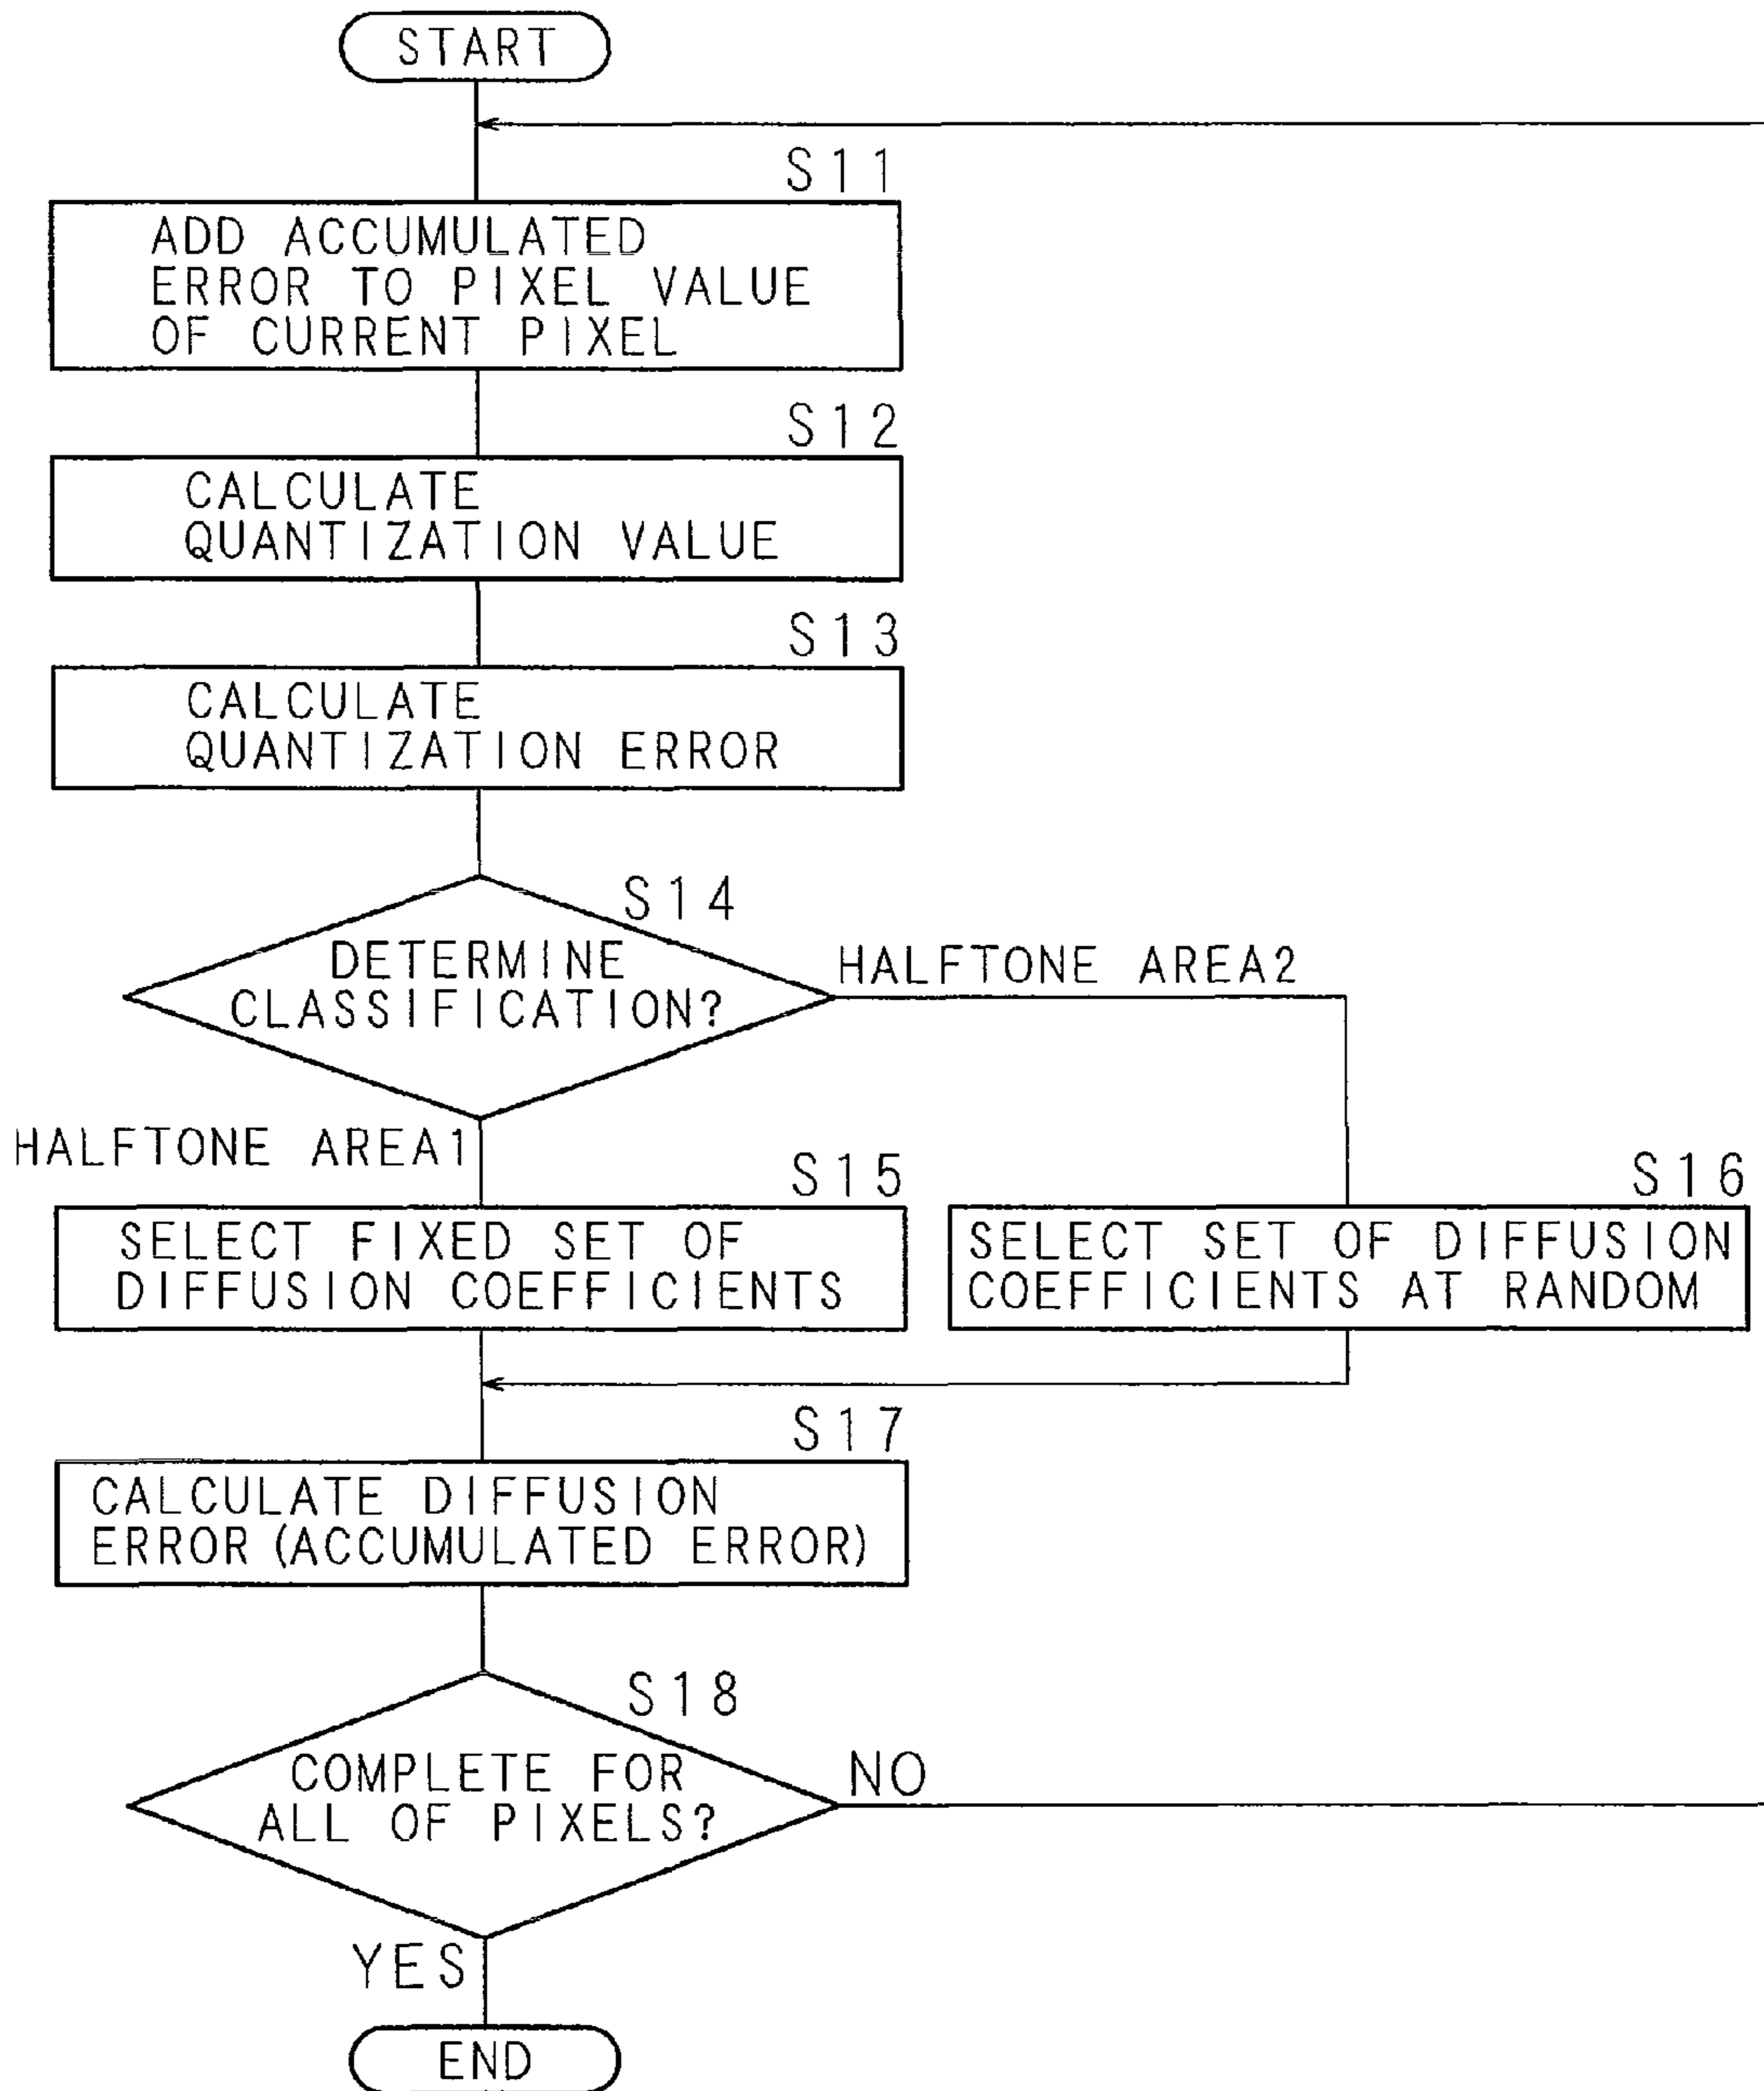 START
S11
ADD ACCUMULATED
ERROR TO PIXEL VALUE
OF CURRENT PIXEL
S12
CALCULATE
QUANTIZATION VALUE
S13
CALCULATE
QUANTIZATION ERROR
S14
DETERMINE
CLASSIFICATION?
HALFTONE AREA2
HALFTONE AREA1
S15
SELECT FIXED SET OF
DIFFUSION COEFFICIENTS
S16
SELECT SET OF DIFFUSION
COEFFICIENTS AT RANDOM
S17
CALCULATE DIFFUSION
ERROR (ACCUMULATED ERROR)
S18
COMPLETE FOR
ALL OF PIXELS?
NO
YES
END